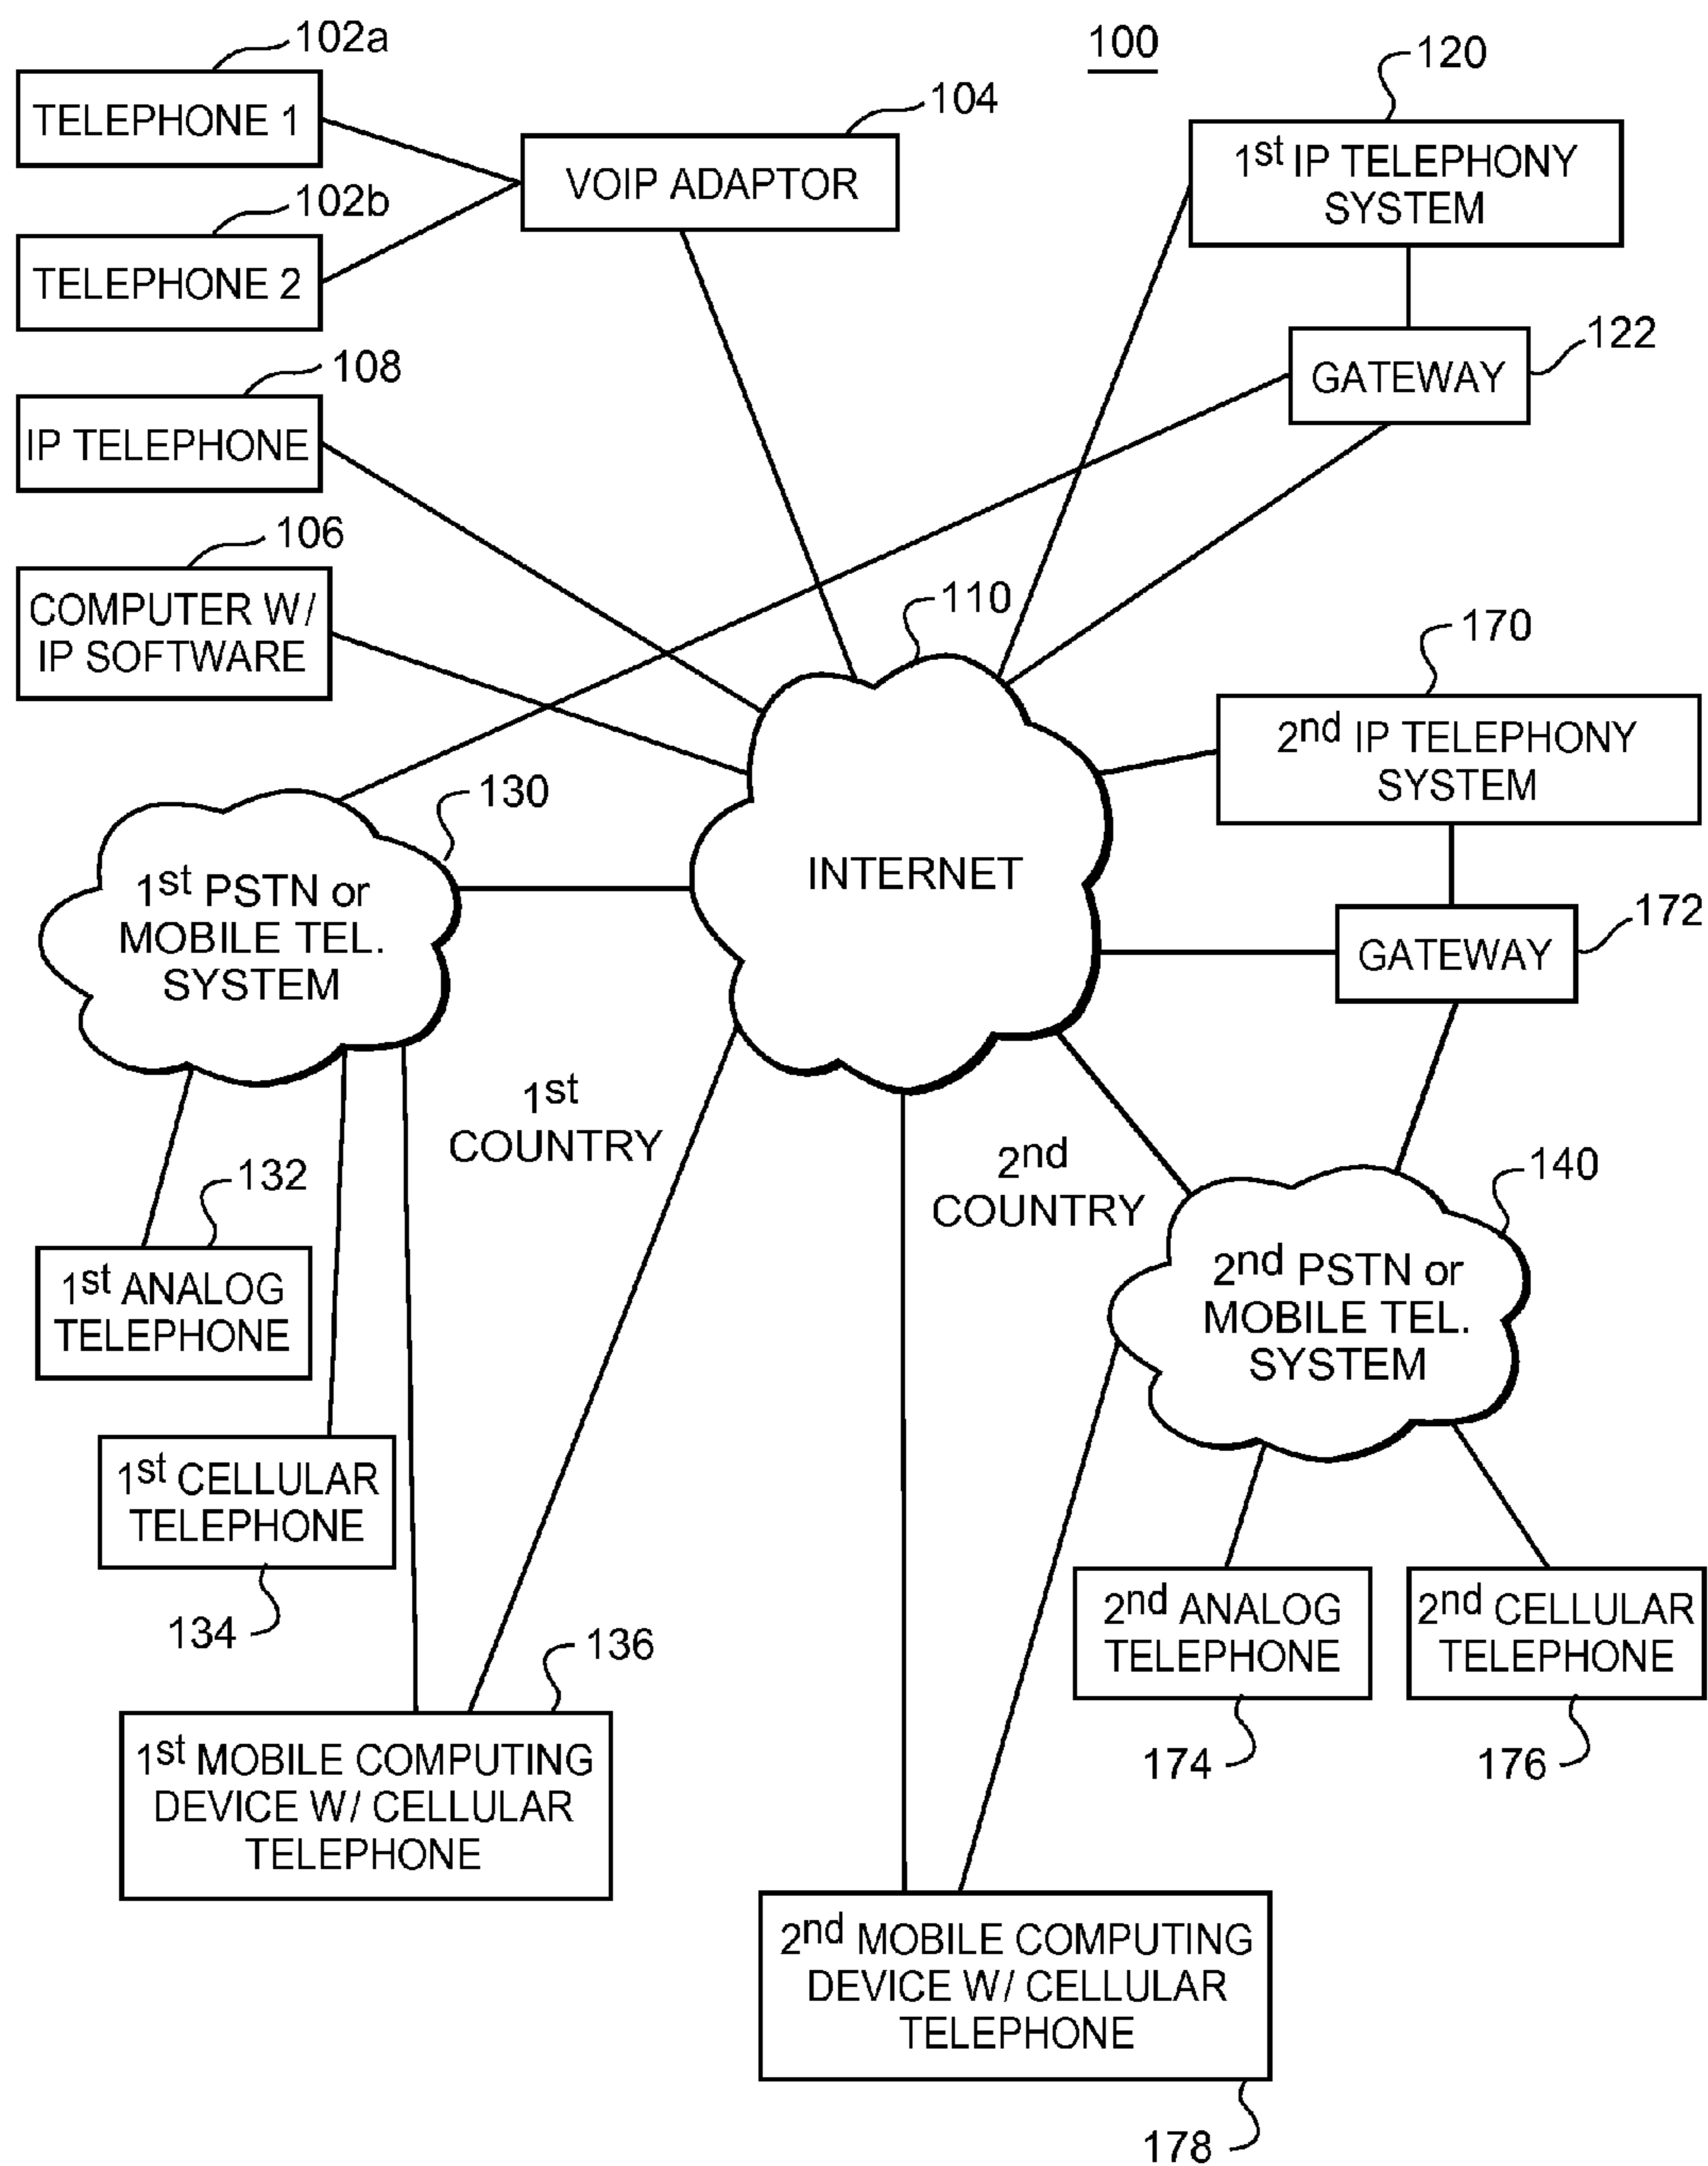 102a
TELEPHONE 1
102b
TELEPHONE 2
104
VOIP ADAPTOR
100
120
1st IP TELEPHONY
SYSTEM
122
GATEWAY
108
IP TELEPHONE
106
COMPUTER W/
IP SOFTWARE
110
INTERNET
170
2nd IP TELEPHONY
SYSTEM
172
GATEWAY
130
1st PSTN or
MOBILE TEL.
SYSTEM
1st
COUNTRY
2nd
COUNTRY
140
2nd PSTN or
MOBILE TEL.
SYSTEM
132
1st ANALOG
TELEPHONE
1st CELLULAR
TELEPHONE
134
136
1st MOBILE COMPUTING
DEVICE W/ CELLULAR
TELEPHONE
2nd ANALOG
TELEPHONE
174
2nd CELLULAR
TELEPHONE
176
2nd MOBILE COMPUTING
DEVICE W/ CELLULAR
TELEPHONE
178